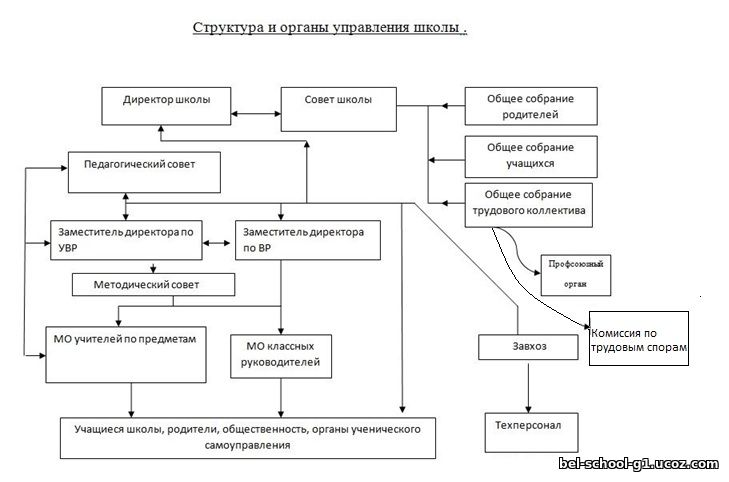 Структура и органы управления школы .
Директор школы
Совет школы
Общее собрание
родителей
Общее собрание
учащихся
Педагогический совет
Общее собрание
трудового коллектива
Заместитель директора по
УВР
Заместитель директора
по ВР
Профсоюзный
орган
Методический совет
Комиссия по
трудовым спорам
МО учителей по предметам
МО классных
руководителей
Завхоз
Учащиеся школы, родители, общественность, органы ученического
самоуправления
Техперсонал
bel-school-g1.ucoz.com